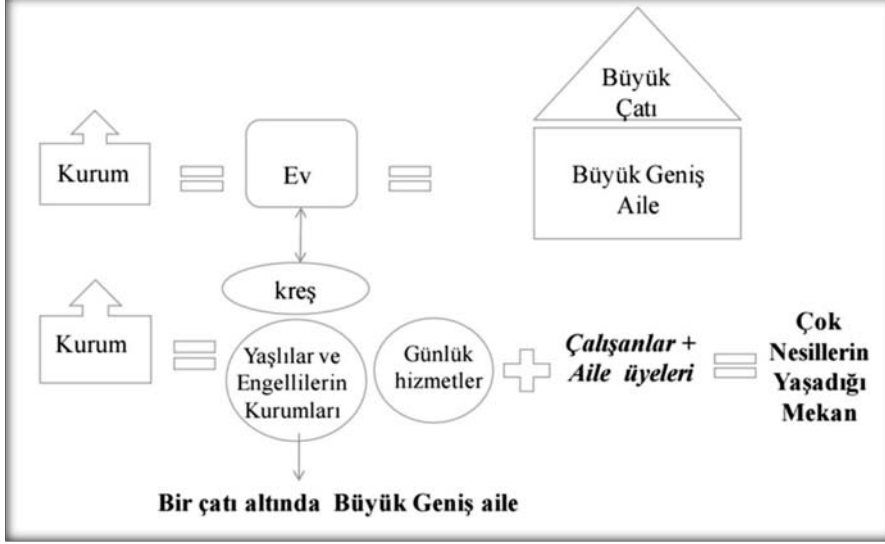 Büyük
Çatı
Kurum
Ev
Büyük Geniş
Aile
kreş
Kurum
Yaşlılar ve
Engellilerin
Kurumları
Günlük
hizmetler
Çalışanlar +
Aile üyeleri
Çok
Nesillerin
Yaşadığı
Mekan
Bir çatı altında Büyük Geniş aile